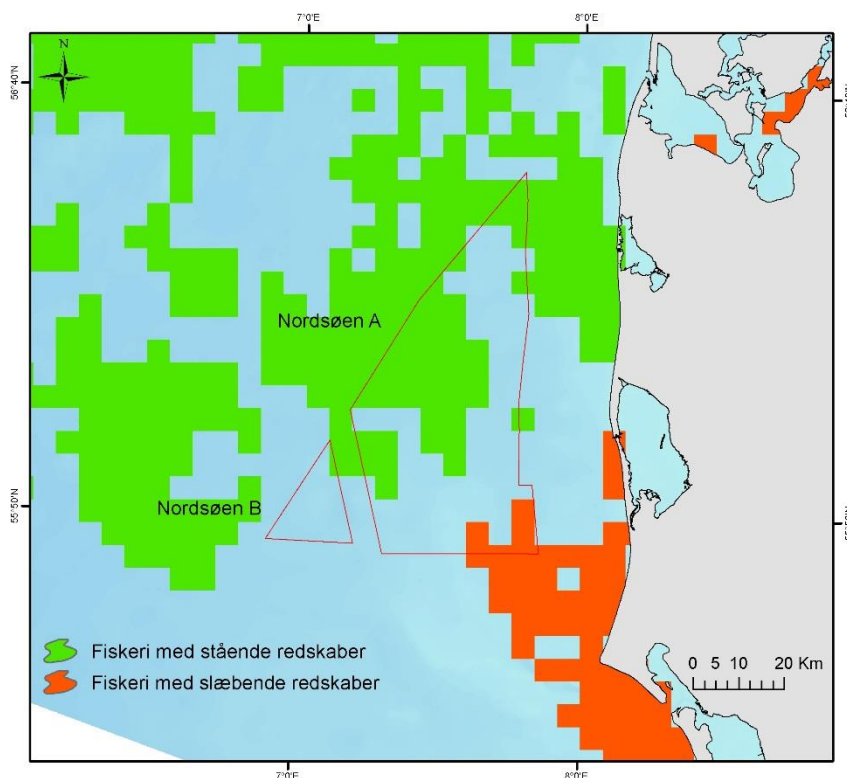 7°0'E 8°0'E
N
56°40'N
Nordsøen A
Nordsøen B
55°50'N
Fiskeri med stående redskaber
Fiskeri med slæbende redskaber
0 5 10 20 Km
7°0'E 8°0'E